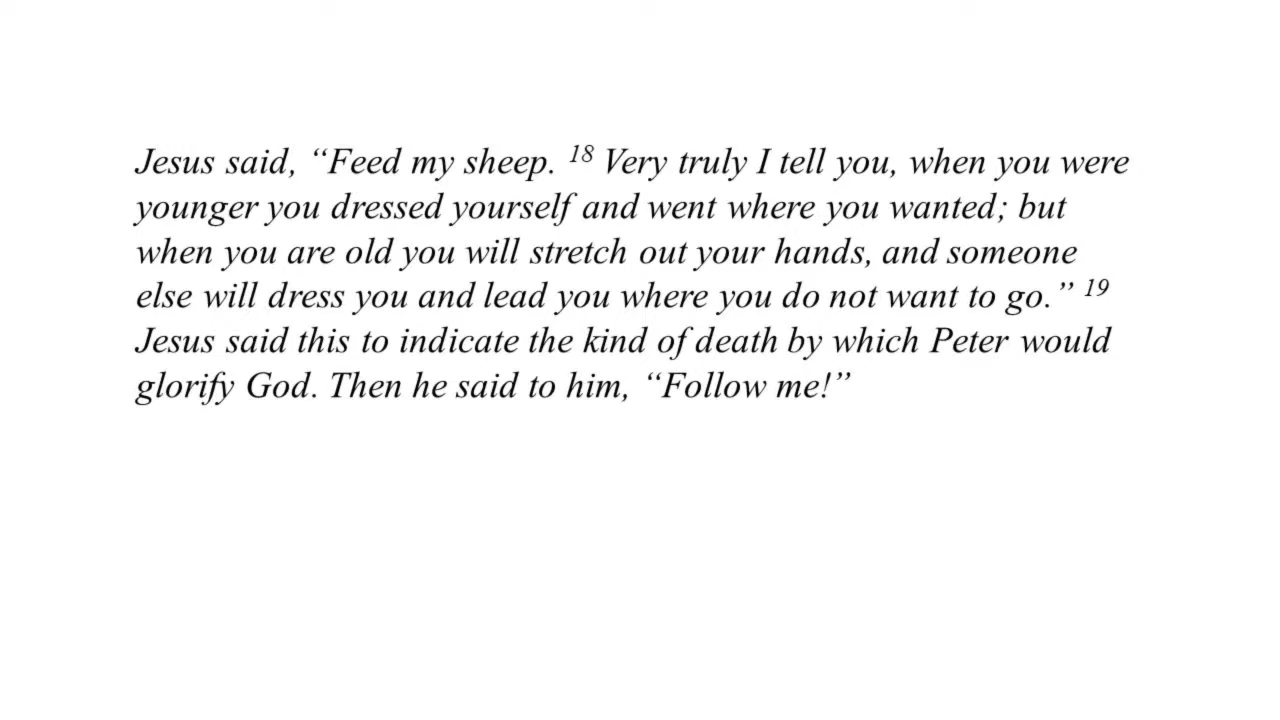 Jesus said, “Feed my sheep. 18 Very truly I tell you, when you were
younger you dressed yourself and went where you wanted; but
when you are old you will stretch out your hands, and someone
else will dress you and lead you where you do not want to go.” 19
Jesus said this to indicate the kind of death by which Peter would
glorify God. Then he said to him, “Follow me!”